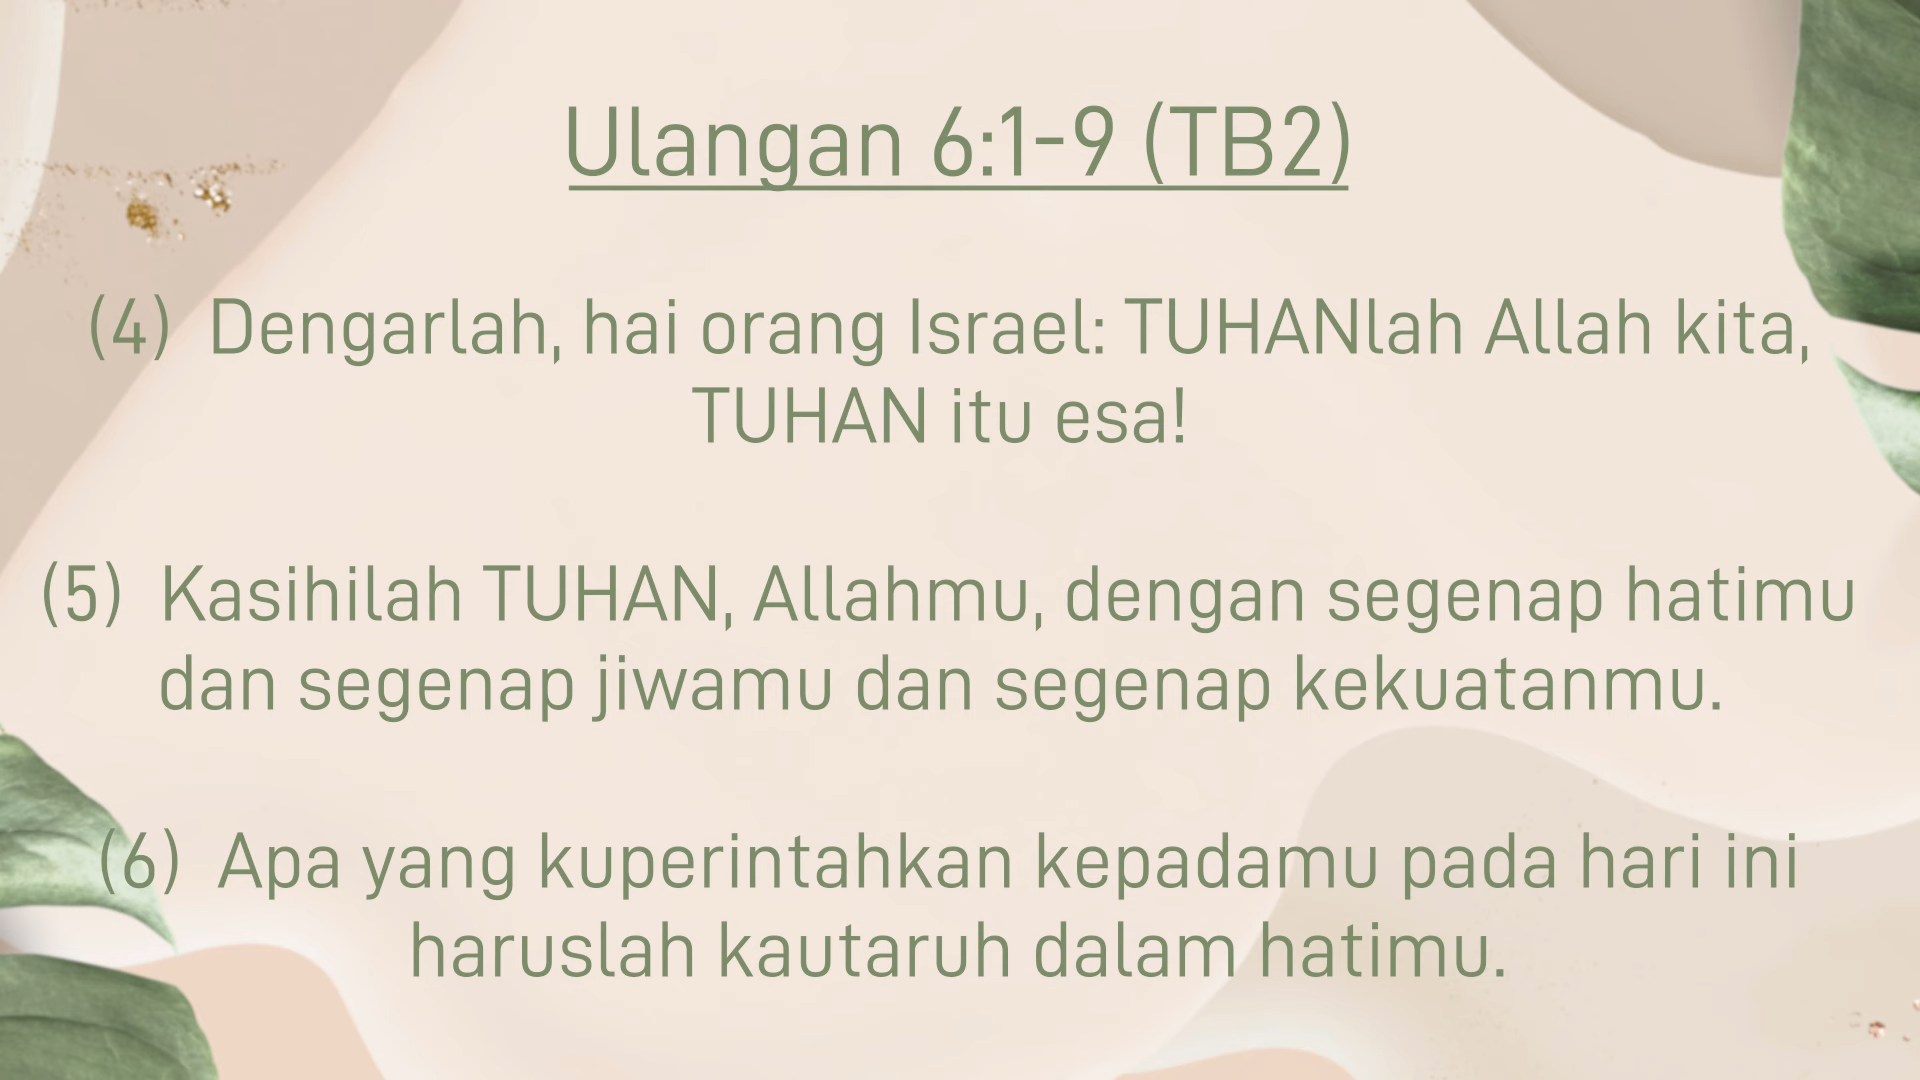 Ulangan 6:1-9 (TB2)
(4) Dengarlah, hai orang Israel: TUHANlah Allah kita,
TUHAN itu esa!
(5) Kasihilah TUHAN, Allahmu, dengan segenap hatimu
dan segenap jiwamu dan segenap kekuatanmu.
(6) Apa yang kuperintahkan kepadamu pada hari ini
haruslah kautaruh dalam hatimu.